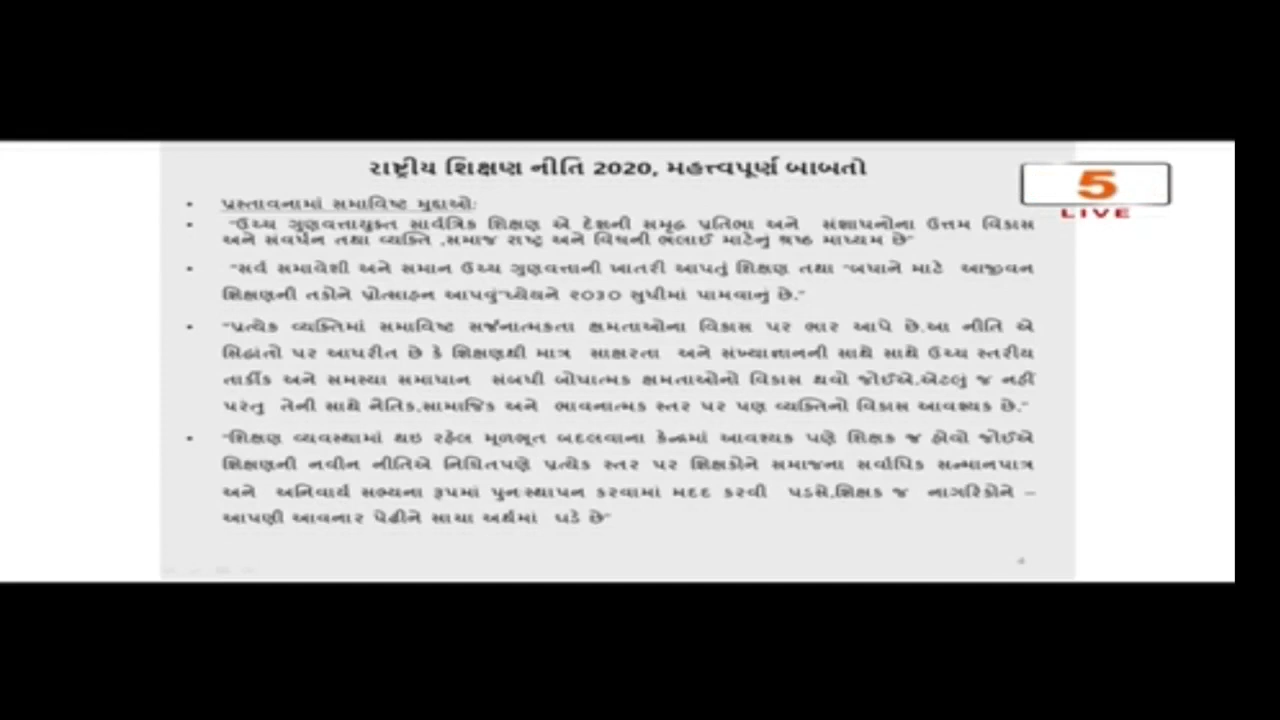 રાષ્ટ્રીય શિક્ષણ નીતિ 2020, મહત્ત્વપૂર્ણ બાબતો
5
LIVE
• પ્રસ્તાવનામાં સમાવિષ્ટ મુદ્દાઓ:
• "ઉચ્ચ ગુણવત્તાયુક્ત સાર્વત્રિક શિક્ષણ એ દેશની સમૃદ્ધ પ્રતિભા અને સંશાધનોના ઉત્તમ વિકાસ
અને સંવર્ધન તથા વ્યક્તિ ,સમાજ રાષ્ટ્ર અને વિશ્વની ભલાઈ માટેનું શ્રેષ્ઠ માધ્યમ છે"
• "સર્વ સમાવેશી અને સમાન ઉચ્ચ ગુણવત્તાની ખાતરી આપતું શિક્ષણ તથા "બધાને માટે આજીવન
શિક્ષણની તકોને પ્રોત્સાહન આપવું"ધ્યેયને ૨૦૩૦ સુધીમાં પામવાનું છે."
• "પ્રત્યેક વ્યક્તિમાં સમાવિષ્ટ સર્જનાત્મકતા ક્ષમતાઓના વિકાસ પર ભાર આપે છે.આ નીતિ એ
સિદ્ધાંતો પર આધારીત છે કે શિક્ષણથી માત્ર સાક્ષરતા અને સંખ્યાજ્ઞાનની સાથે સાથે ઉચ્ચ સ્તરીય
તાર્કીક અને સમસ્યા સમાધાન સંબધી બોધાત્મક ક્ષમતાઓનો વિકાસ થવો જોઈએ.એટલું જ નહીં
પરંતુ તેની સાથે નૈતિક,સામાજિક અને ભાવનાત્મક સ્તર પર પણ વ્યક્તિનો વિકાસ આવશ્યક છે."
• "શિક્ષણ વ્યવસ્થામાં થઇ રહેલ મૂળભૂત બદલવાના કેન્દ્રમાં આવશ્યક પણે શિક્ષક જ હોવો જોઈએ
શિક્ષણની નવીન નીતિએ નિશ્ચિતપણે પ્રત્યેક સ્તર પર શિક્ષકોને સમાજના સર્વાધિક સન્માનપાત્ર
અને અનિવાર્ય સભ્યના રૂપમાં પુનઃસ્થાપન કરવામાં મદદ કરવી પડસે,શિક્ષક જ નાગરિકોને –
આપણી આવનાર પેઢીને સાચા અર્થમાં ઘડે છે"
4